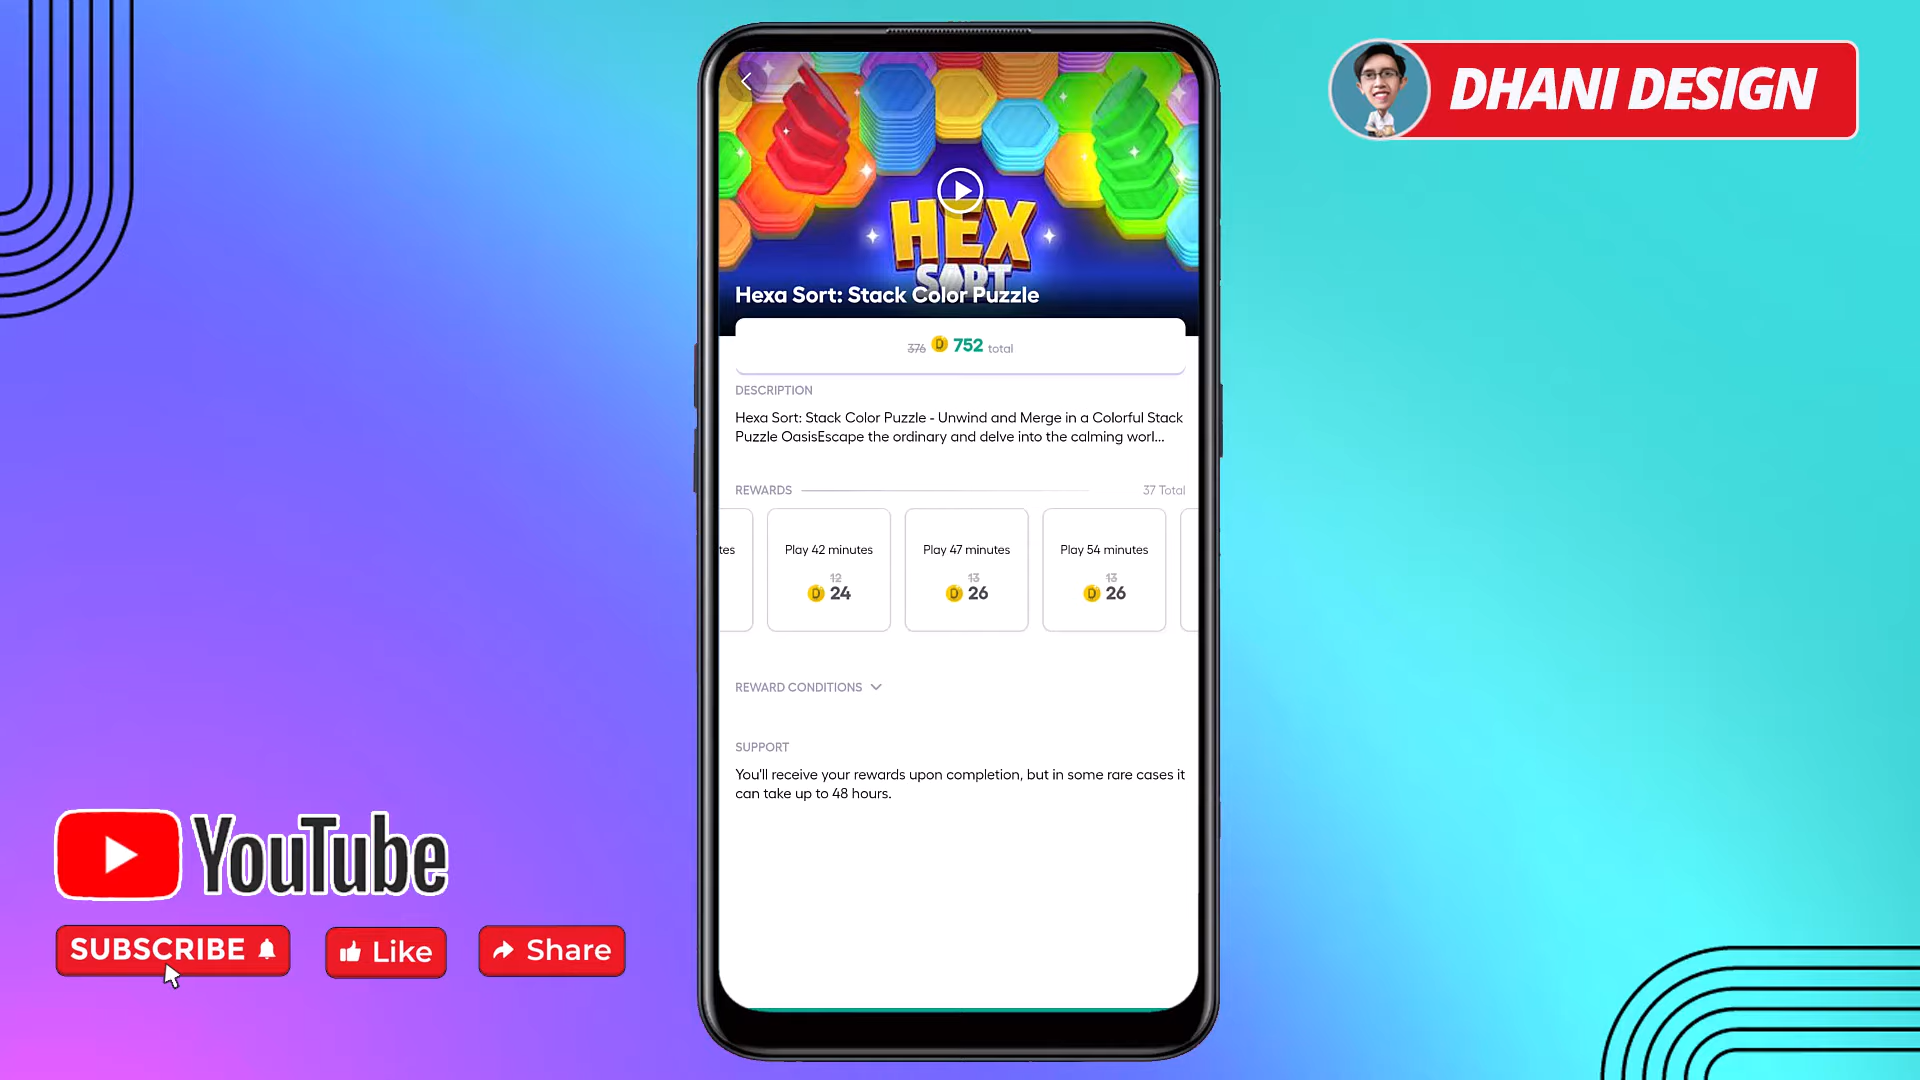 DHANI DESIGN
HEX
SORT
Hexa Sort: Stack Color Puzzle
376 D 752 total
DESCRIPTION
Hexa Sort: Stack Color Puzzle - Unwind and Merge in a Colorful Stack
Puzzle OasisEscape the ordinary and delve into the calming worl...
REWARDS 37 Total
tes
Play 42 minutes
12
D 24
Play 47 minutes
13
D 26
Play 54 minutes
13
D 26
REWARD CONDITIONS
SUPPORT
You'll receive your rewards upon completion, but in some rare cases it
can take up to 48 hours.
YouTube
SUBSCRIBE
Like
Share